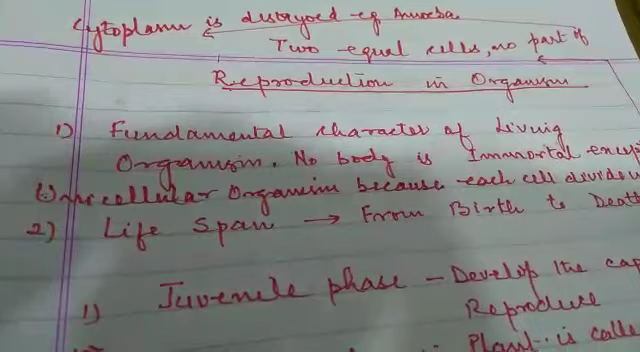 Cytoplasm is destroyed eg Amoeba
Two equal cells, no part of
Reproduction in Organism
1) Fundamental character of Living
Organism. No body is Immortal except
Unicellular Organism because each cell divides
2) Life Span → From Birth to Death
1) Juvenile phase - Develop the cap
Reproduce
Plant is calle